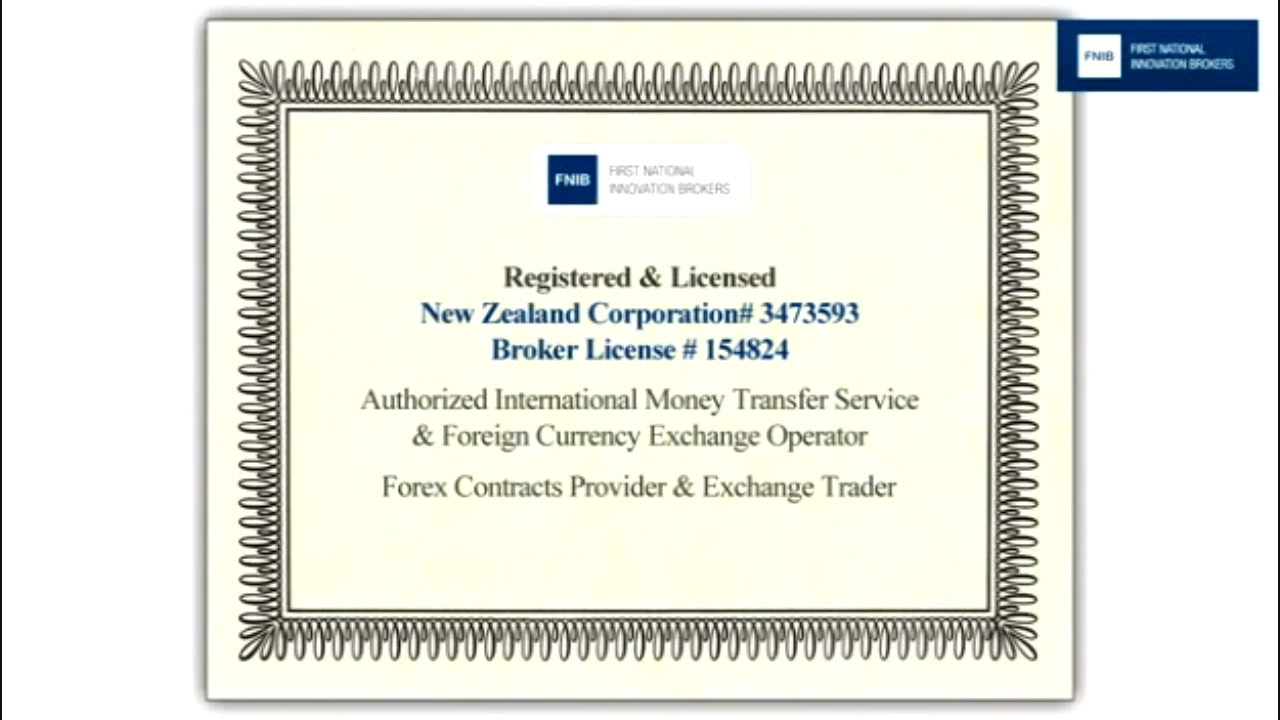 FNIB
FIRST NATIONAL
INNOVATION BROKERS
FNIB
FIRST NATIONAL
INNOVATION BROKERS
Registered & Licensed
New Zealand Corporation# 3473593
Broker License # 154824
Authorized International Money Transfer Service
& Foreign Currency Exchange Operator
Forex Contracts Provider & Exchange Trader